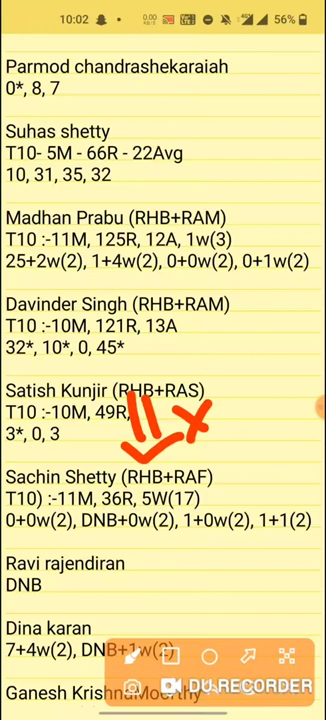 10:02
0.00
KB/S
4G
56%
Parmod chandrashekaraiah
0*, 8, 7
Suhas shetty
T10- 5M - 66R - 22Avg
10, 31, 35, 32
Madhan Prabu (RHB+RAM)
T10 :-11M, 125R, 12A, 1w(3)
25+2w(2), 1+4w(2), 0+0w(2), 0+1w(2)
Davinder Singh (RHB+RAM)
T10 :-10M, 121R, 13A
32*, 10*, 0, 45*
Satish Kunjir (RHB+RAS)
T10 :-10M, 49R,
3*, 0, 3
Sachin Shetty (RHB+RAF)
T10) :-11M, 36R, 5W(17)
0+0w(2), DNB+0w(2), 1+0w(2), 1+1(2)
Ravi rajendiran
DNB
Dina karan
7+4w(2), DNB+1w(2)
Ganesh KrishnaMoorthy
DU RECORDER